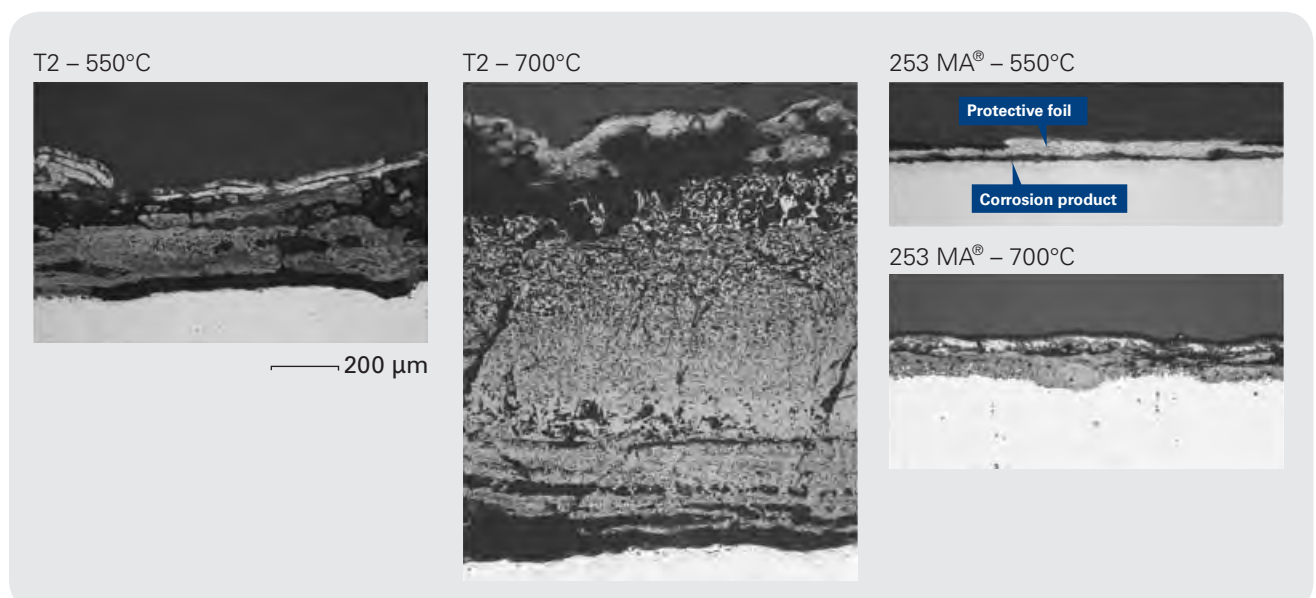 T2 – 550°C
200 µm
T2 – 700°C
253 MA® – 550°C
Protective foil
Corrosion product
253 MA® – 700°C